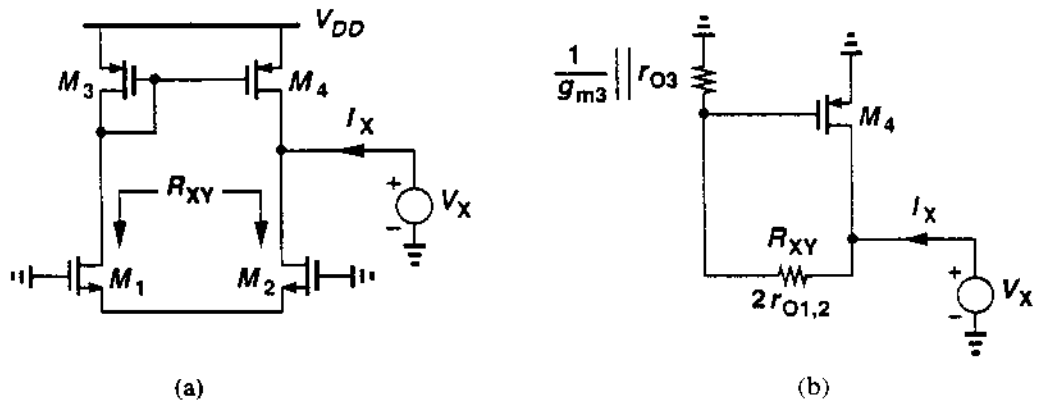 V_DD
M_3
M_4
I_X
R_XY
+
-
V_X
M_1
M_2
(a)
1/g_m3 || r_O3
M_4
I_X
R_XY
2r_O1,2
+
-
V_X
(b)